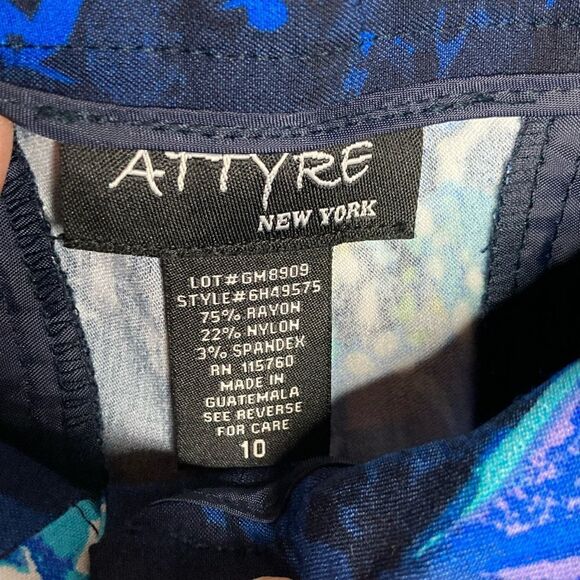 ATTYRE
NEW YORK
LOT#GM8909
STYLE#6H49575
75% RAYON
22% NYLON
3% SPANDEX
RN 115760
MADE IN
GUATEMALA
SEE REVERSE
FOR CARE
10